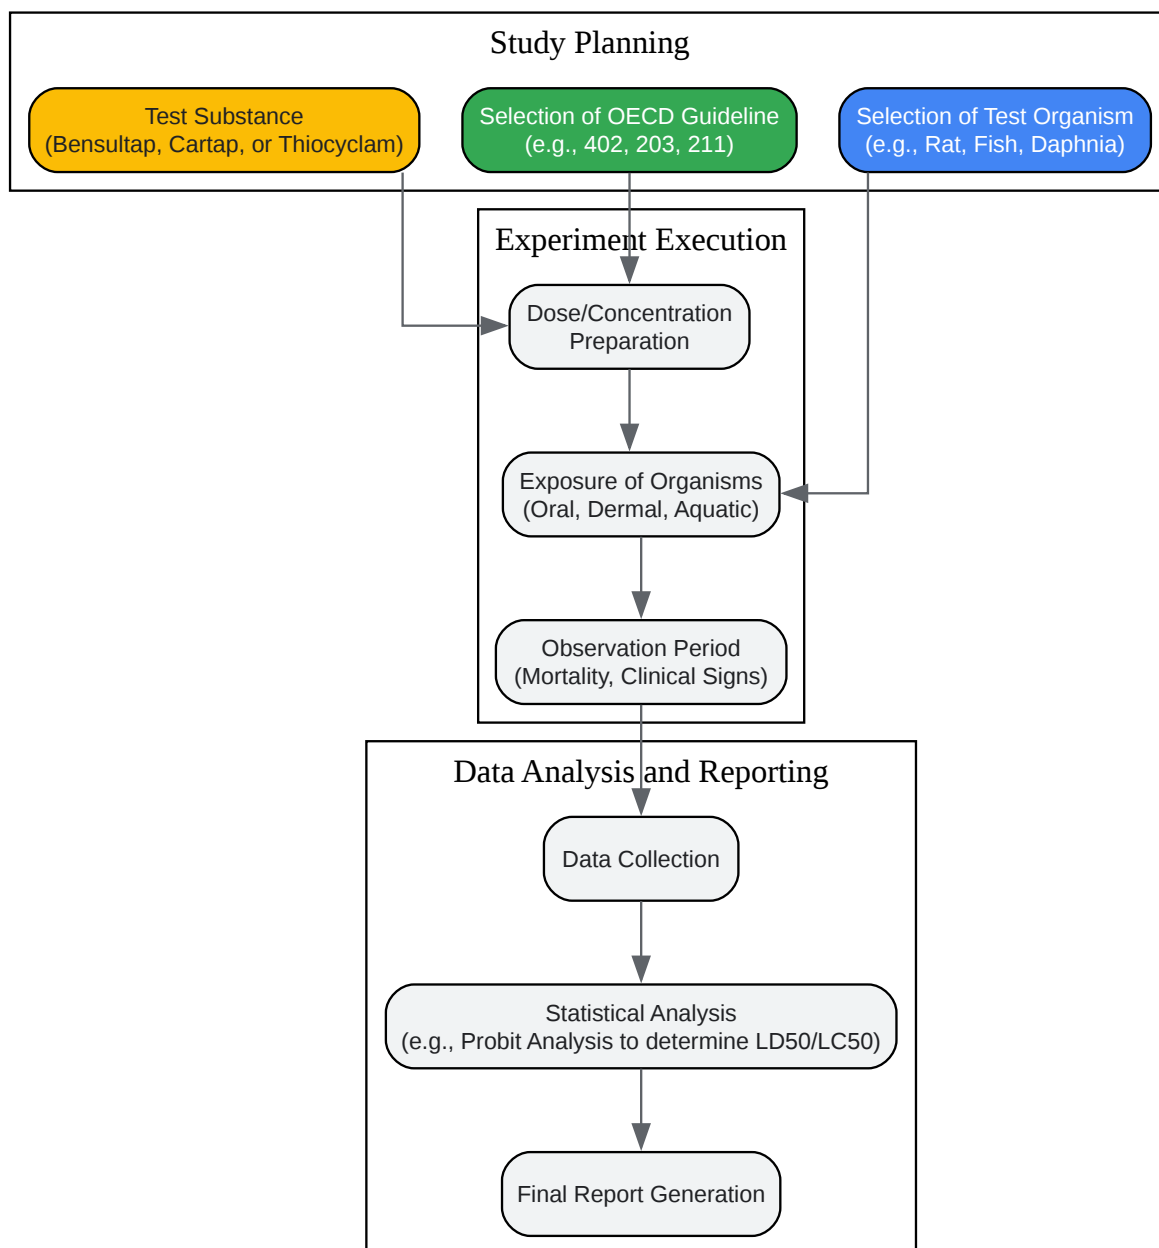 Study Planning
Test Substance
(Bensultap, Cartap, or Thiocyclam)
Selection of OECD Guideline
(e.g., 402, 203, 211)
Selection of Test Organism
(e.g., Rat, Fish, Daphnia)
Experiment Execution
Dose/Concentration
Preparation
Exposure of Organisms
(Oral, Dermal, Aquatic)
Observation Period
(Mortality, Clinical Signs)
Data Analysis and Reporting
Data Collection
Statistical Analysis
(e.g., Probit Analysis to determine LD50/LC50)
Final Report Generation